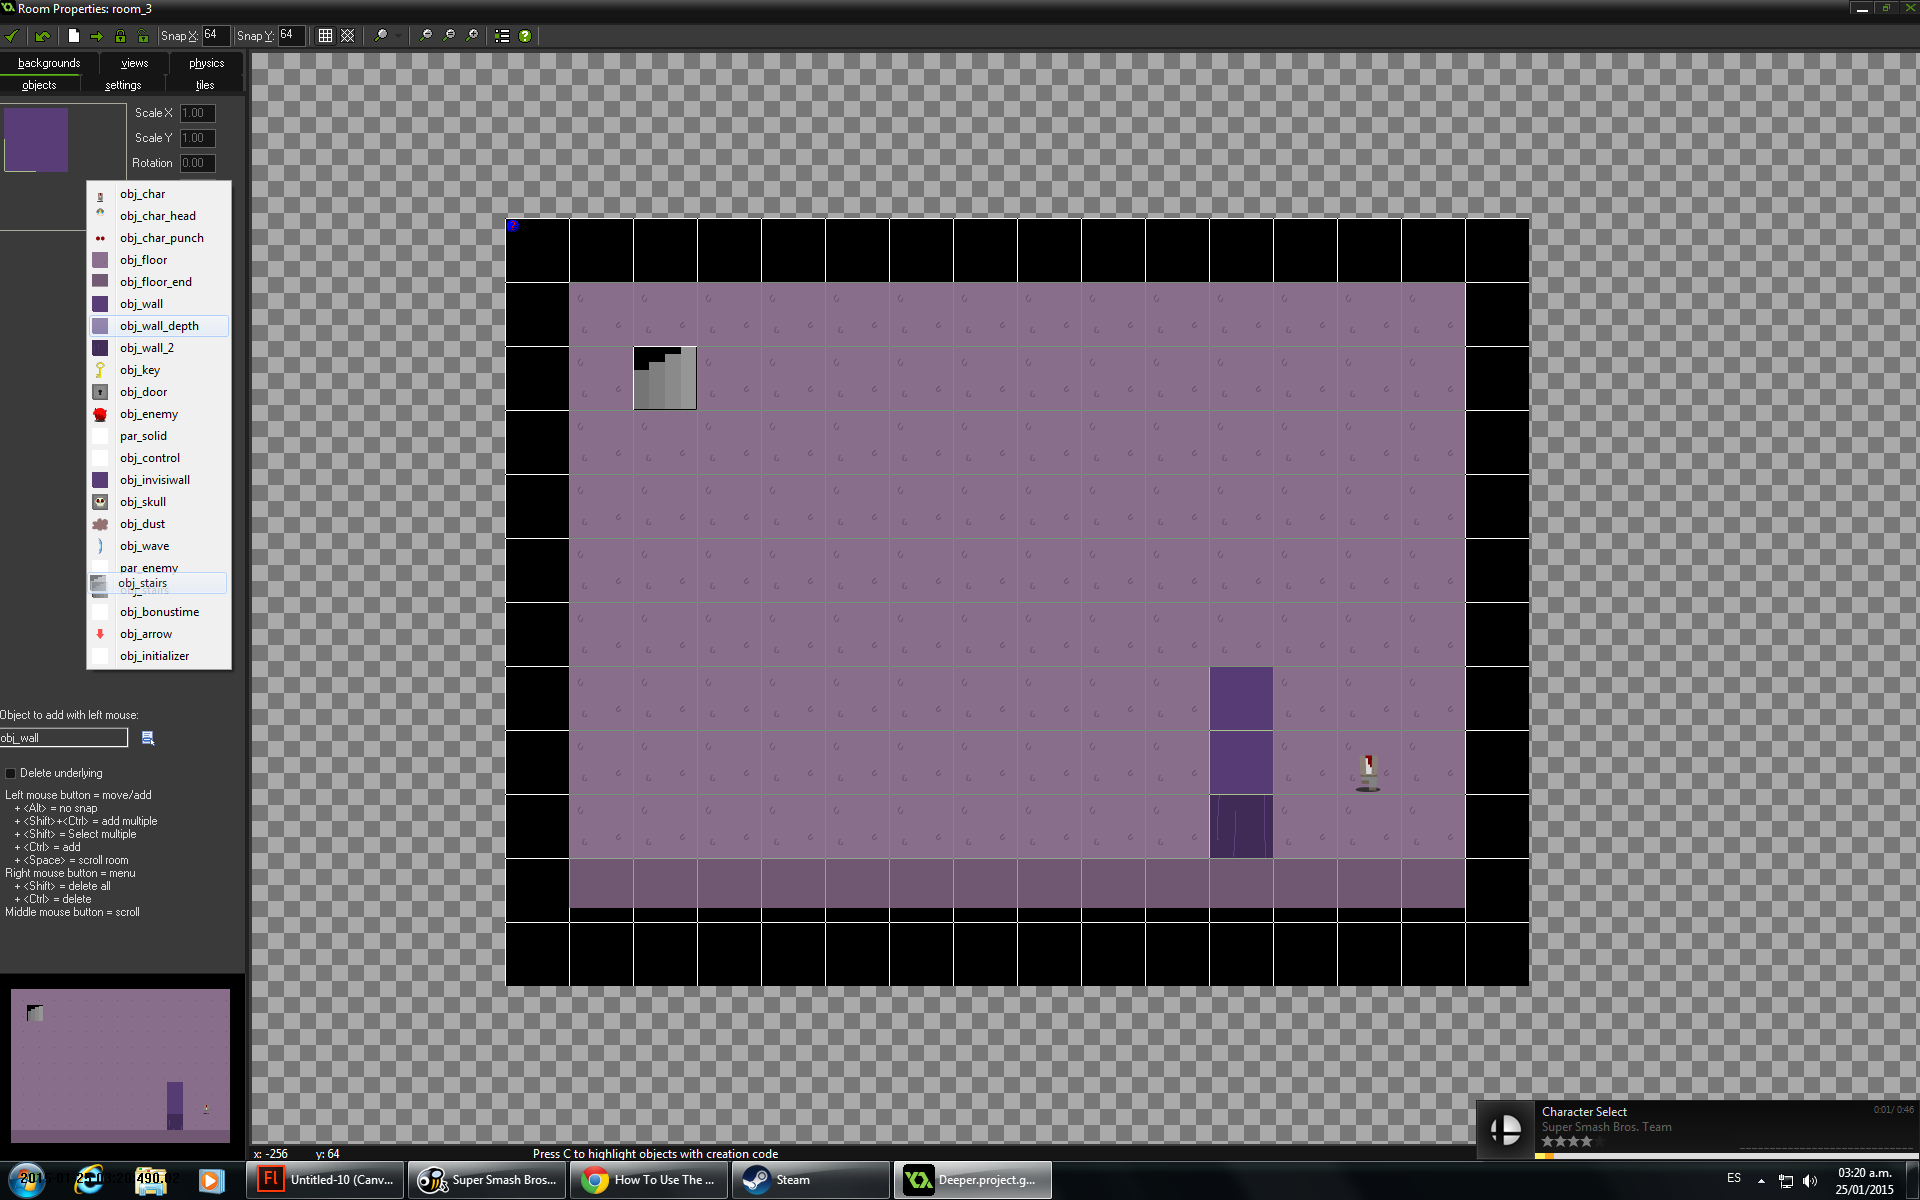 Room Properties: room_3
Snap X: 64 Snap Y: 64
backgrounds views physics
objects settings tiles
Scale X 1.00
Scale Y 1.00
Rotation 0.00
obj_char
obj_char_head
obj_char_punch
obj_floor
obj_floor_end
obj_wall
obj_wall_depth
obj_wall_2
obj_key
obj_door
obj_enemy
par_solid
obj_control
obj_invisiwall
obj_skull
obj_dust
obj_wave
par_enemy
obj_stairs
obj_stairs
obj_bonustime
obj_arrow
obj_initializer
Object to add with left mouse:
obj_wall
Delete underlying
Left mouse button = move/add
+ <Alt> = no snap
+ <Shift>+<Ctrl> = add multiple
+ <Shift> = Select multiple
+ <Ctrl> = add
+ <Space> = scroll room
Right mouse button = menu
+ <Shift> = delete all
+ <Ctrl> = delete
Middle mouse button = scroll
x: -256 y: 64 Press C to highlight objects with creation code
Character Select 0:01/ 0:46
Super Smash Bros. Team
Untitled-10 (Canv... Super Smash Bros... How To Use The ... Steam Deeper.project.g...
ES
03:20 a.m.
25/01/2015